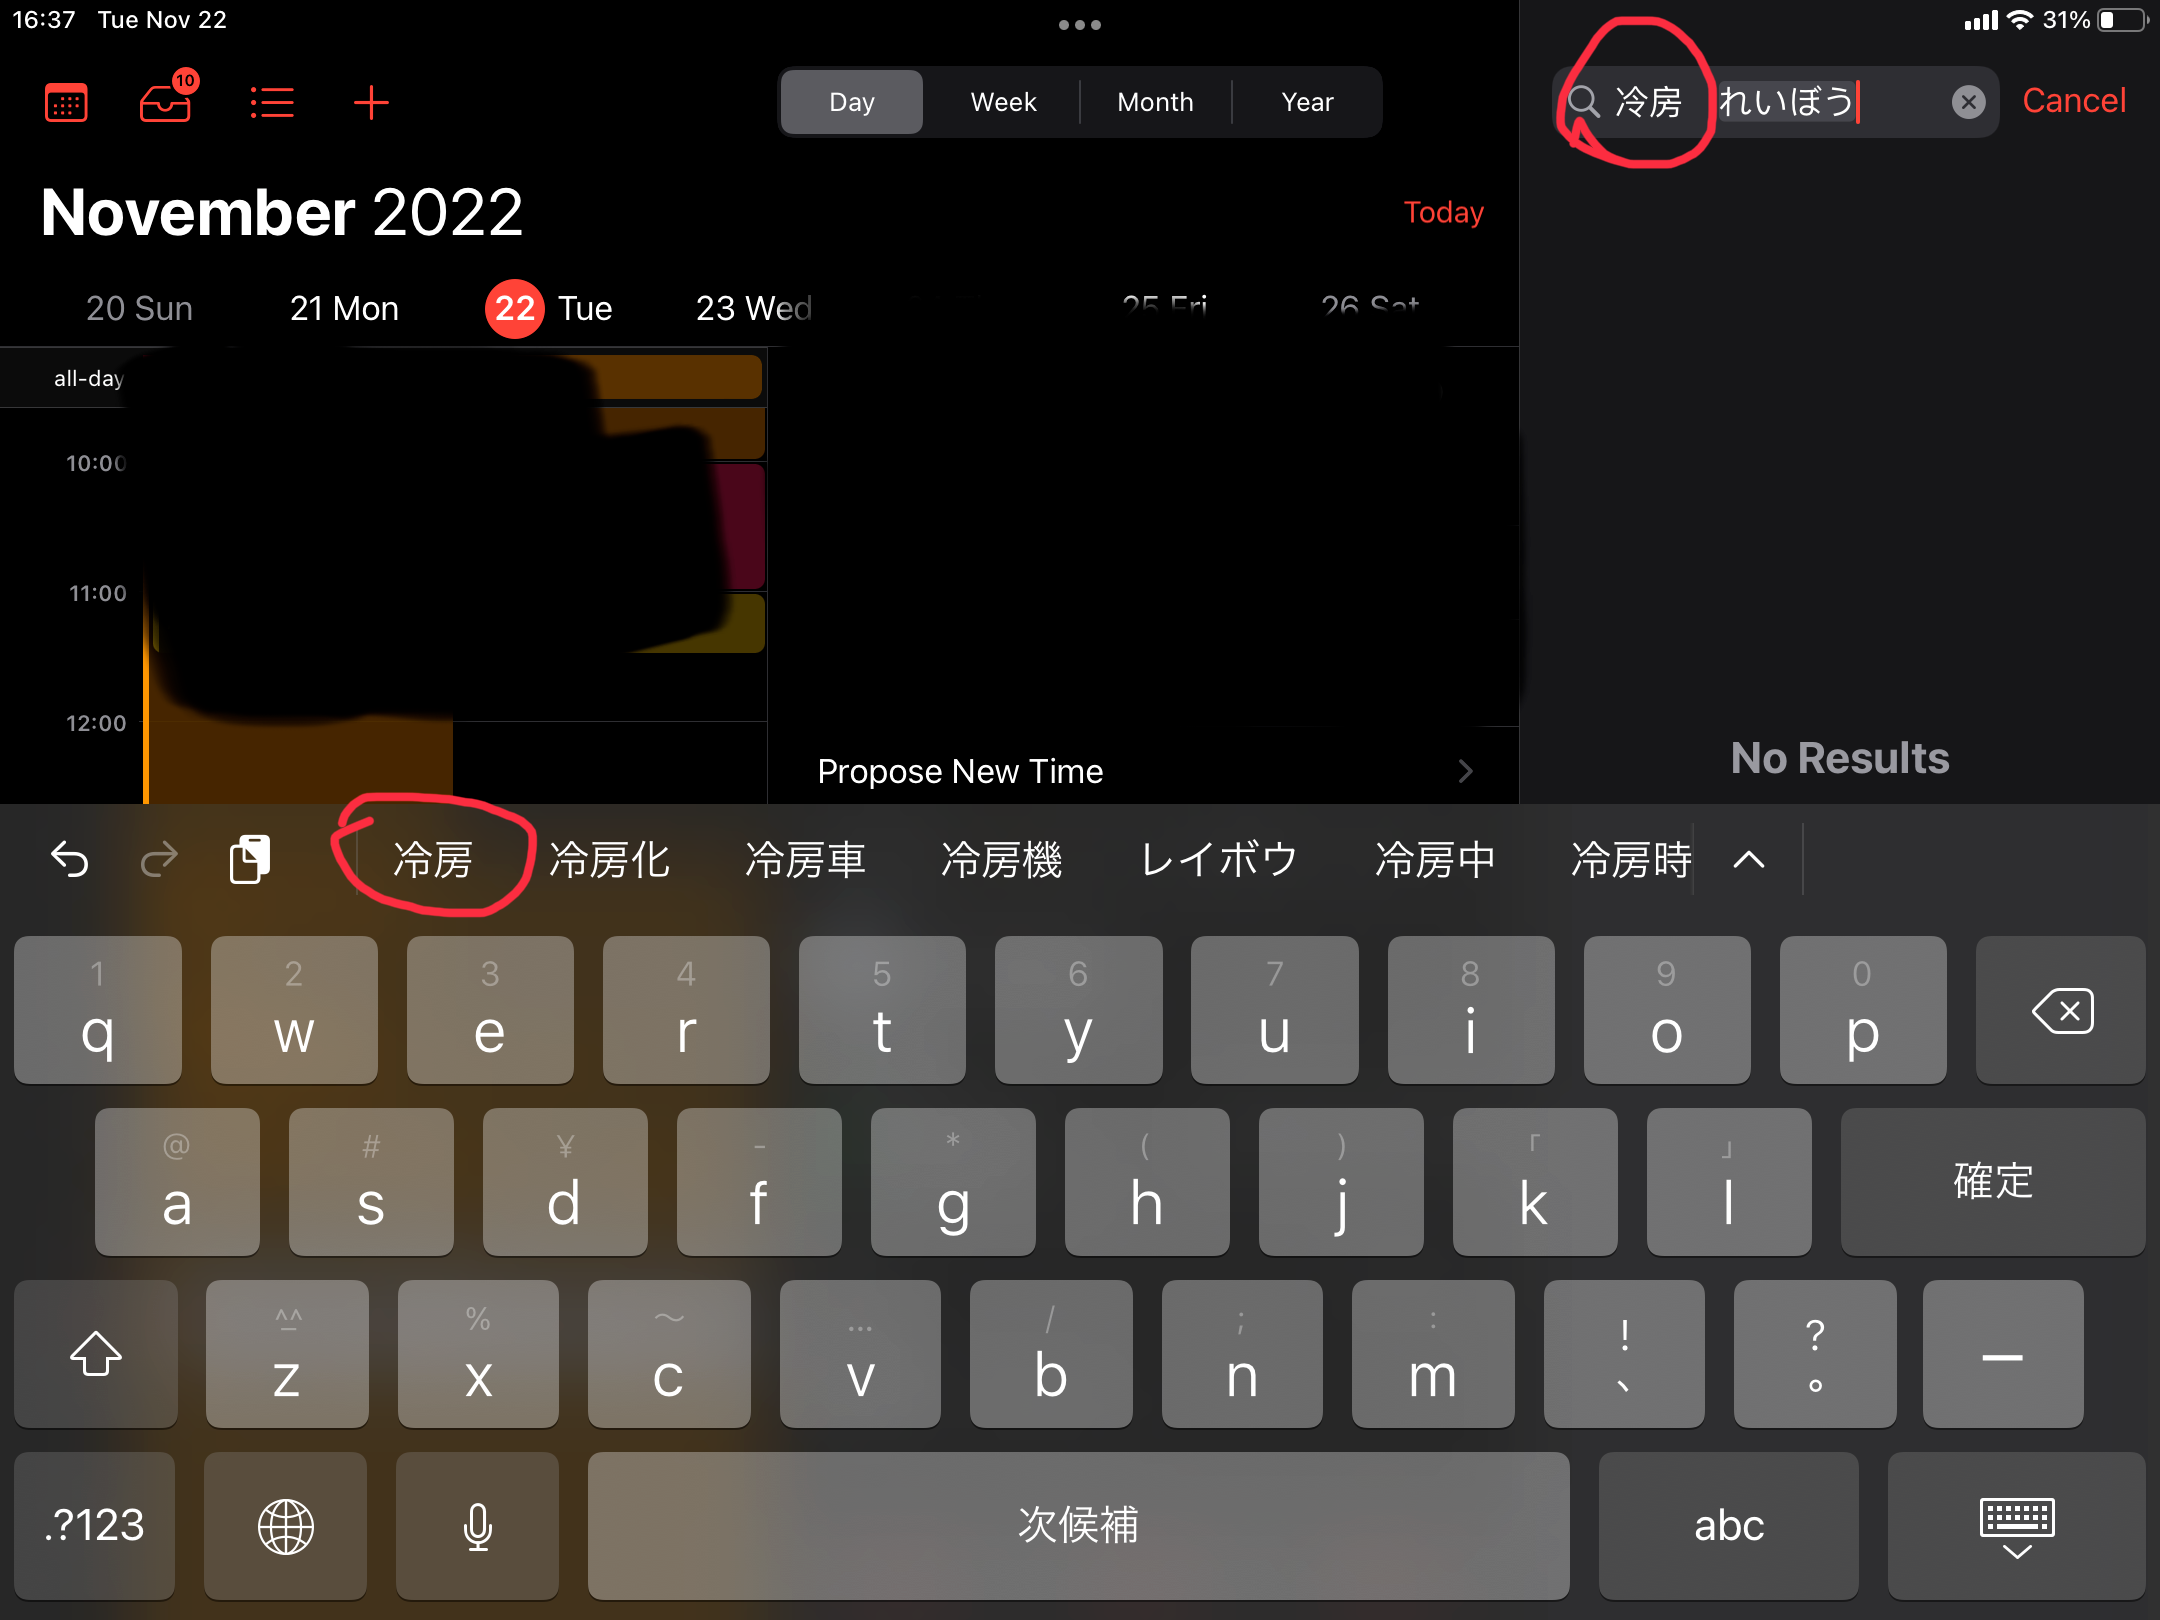 16:37 Tue Nov 22
31%
10
Day Week Month Year
冷房 れいぼう
Cancel
November 2022
Today
20 Sun 21 Mon 22 Tue 23 Wed 25 Fri 26 Sat
all-day
10:00
11:00
12:00
Propose New Time
No Results
冷房 冷房化 冷房車 冷房機 レイボウ 冷房中 冷房時
1 2 3 4 5 6 7 8 9 0
q w e r t y u i o p
@ # ¥ - * ( ) 「 」
a s d f g h j k l 確定
^^ % 〜 … / ; : ! ?
z x c v b n m 、 。 ー
.?123 次候補 abc